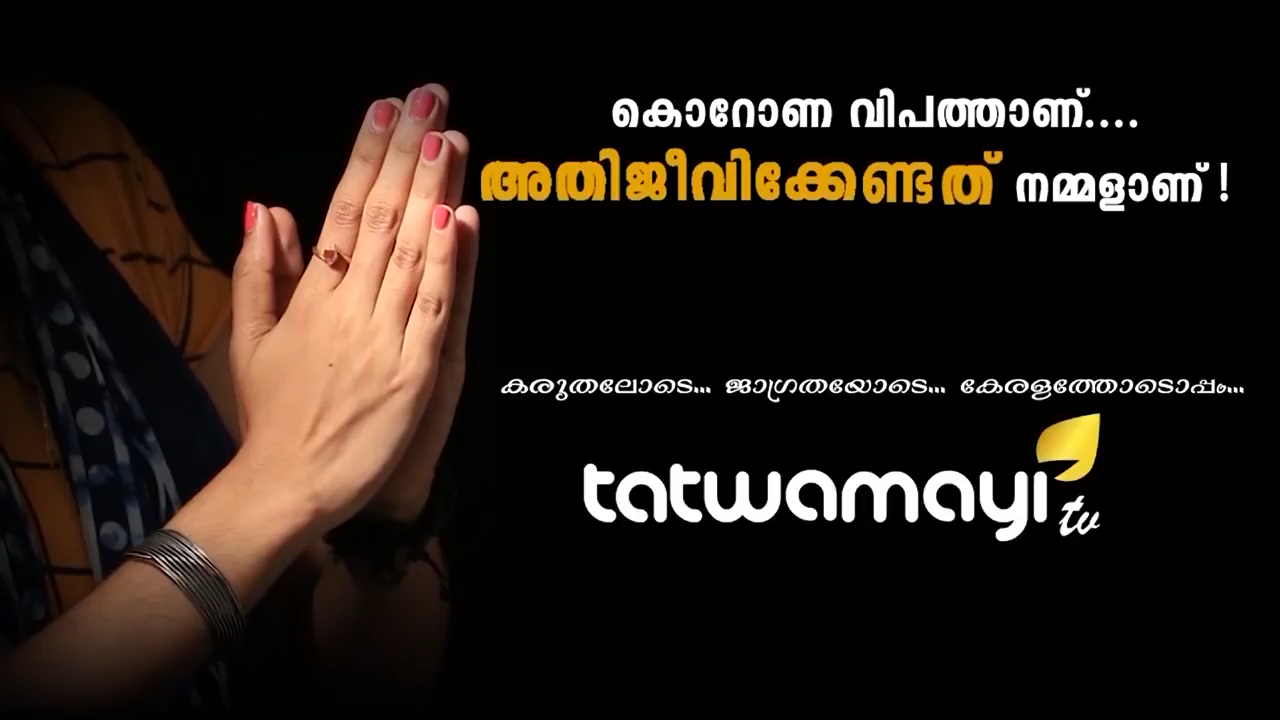 കൊറോണ വിപത്താണ്....
അതിജീവിക്കേണ്ടത് നമ്മളാണ് !
കരുതലോടെ... ജാഗ്രതയോടെ... കേരളത്തോടൊപ്പം...
tatwamayi
tv